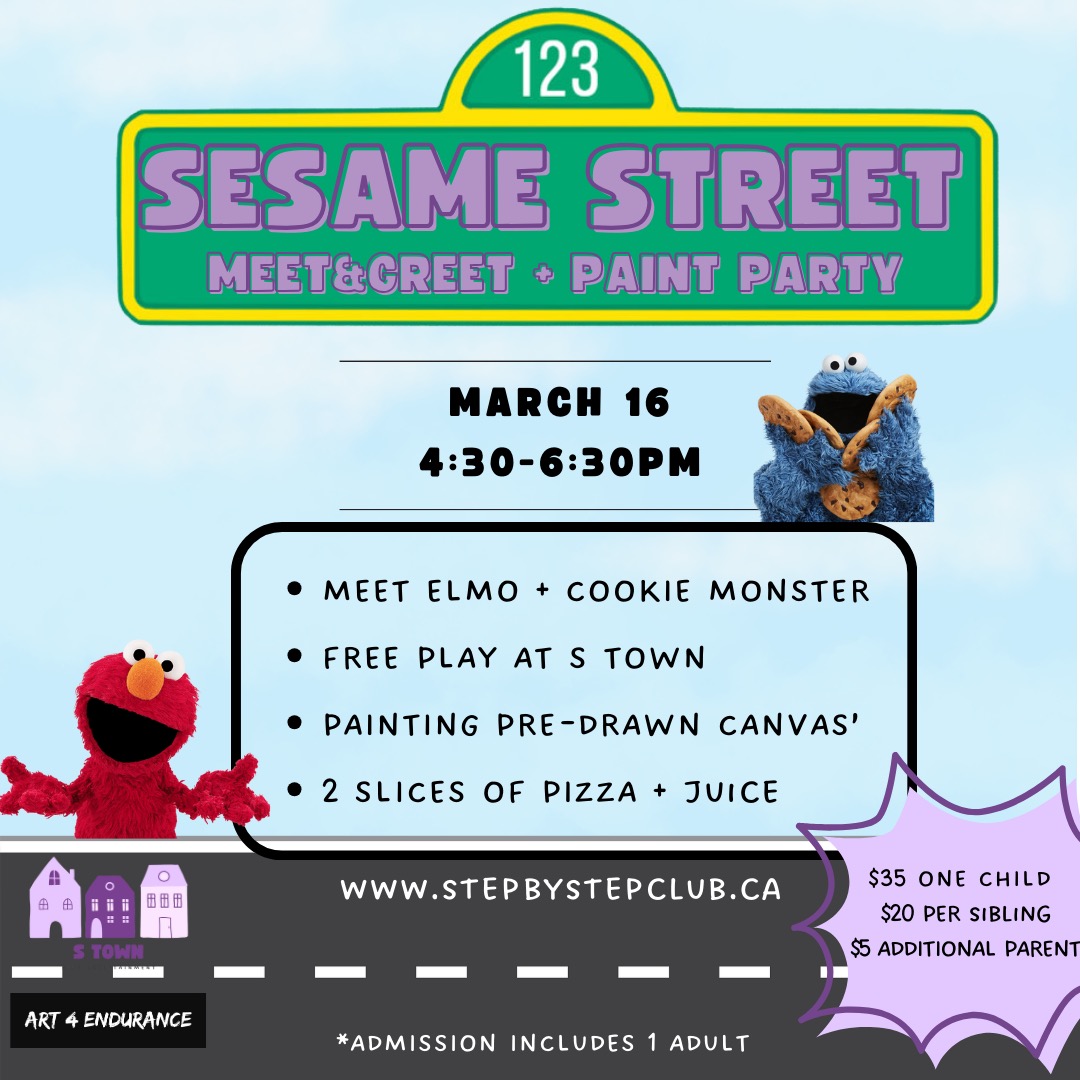 123
SESAME STREET
MEET&GREET + PAINT PARTY
MARCH 16
4:30-6:30PM
• MEET ELMO + COOKIE MONSTER
• FREE PLAY AT S TOWN
• PAINTING PRE-DRAWN CANVAS'
• 2 SLICES OF PIZZA + JUICE
WWW.STEPBYSTEPCLUB.CA
$35 ONE CHILD
$20 PER SIBLING
$5 ADDITIONAL PARENT
S TOWN
ART 4 ENDURANCE
*ADMISSION INCLUDES 1 ADULT